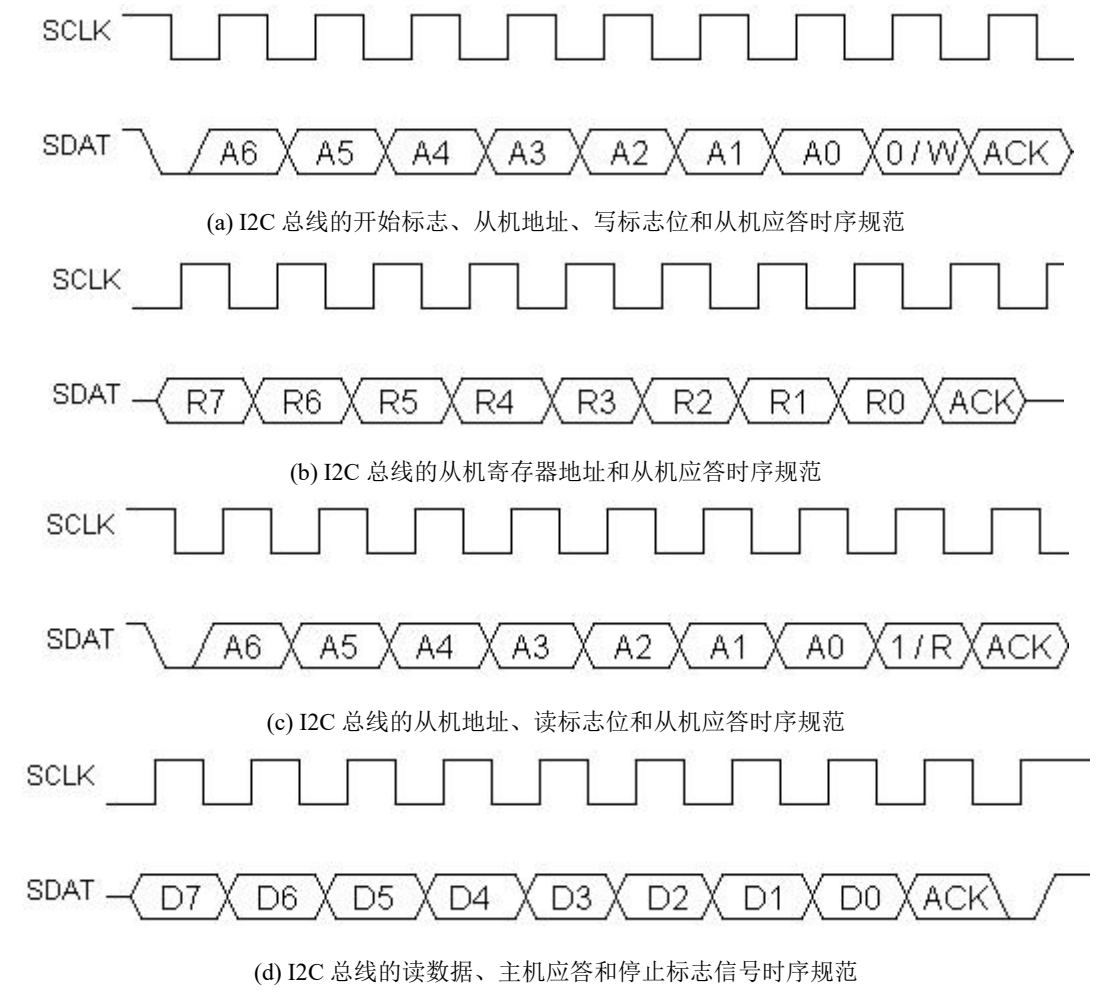 SCLK
SDAT A6 A5 A4 A3 A2 A1 A0 0/W ACK
(a) I2C 总线的开始标志、从机地址、写标志位和从机应答时序规范
SCLK
SDAT R7 R6 R5 R4 R3 R2 R1 R0 ACK
(b) I2C 总线的从机寄存器地址和从机应答时序规范
SCLK
SDAT A6 A5 A4 A3 A2 A1 A0 1/R ACK
(c) I2C 总线的从机地址、读标志位和从机应答时序规范
SCLK
SDAT D7 D6 D5 D4 D3 D2 D1 D0 ACK
(d) I2C 总线的读数据、主机应答和停止标志信号时序规范